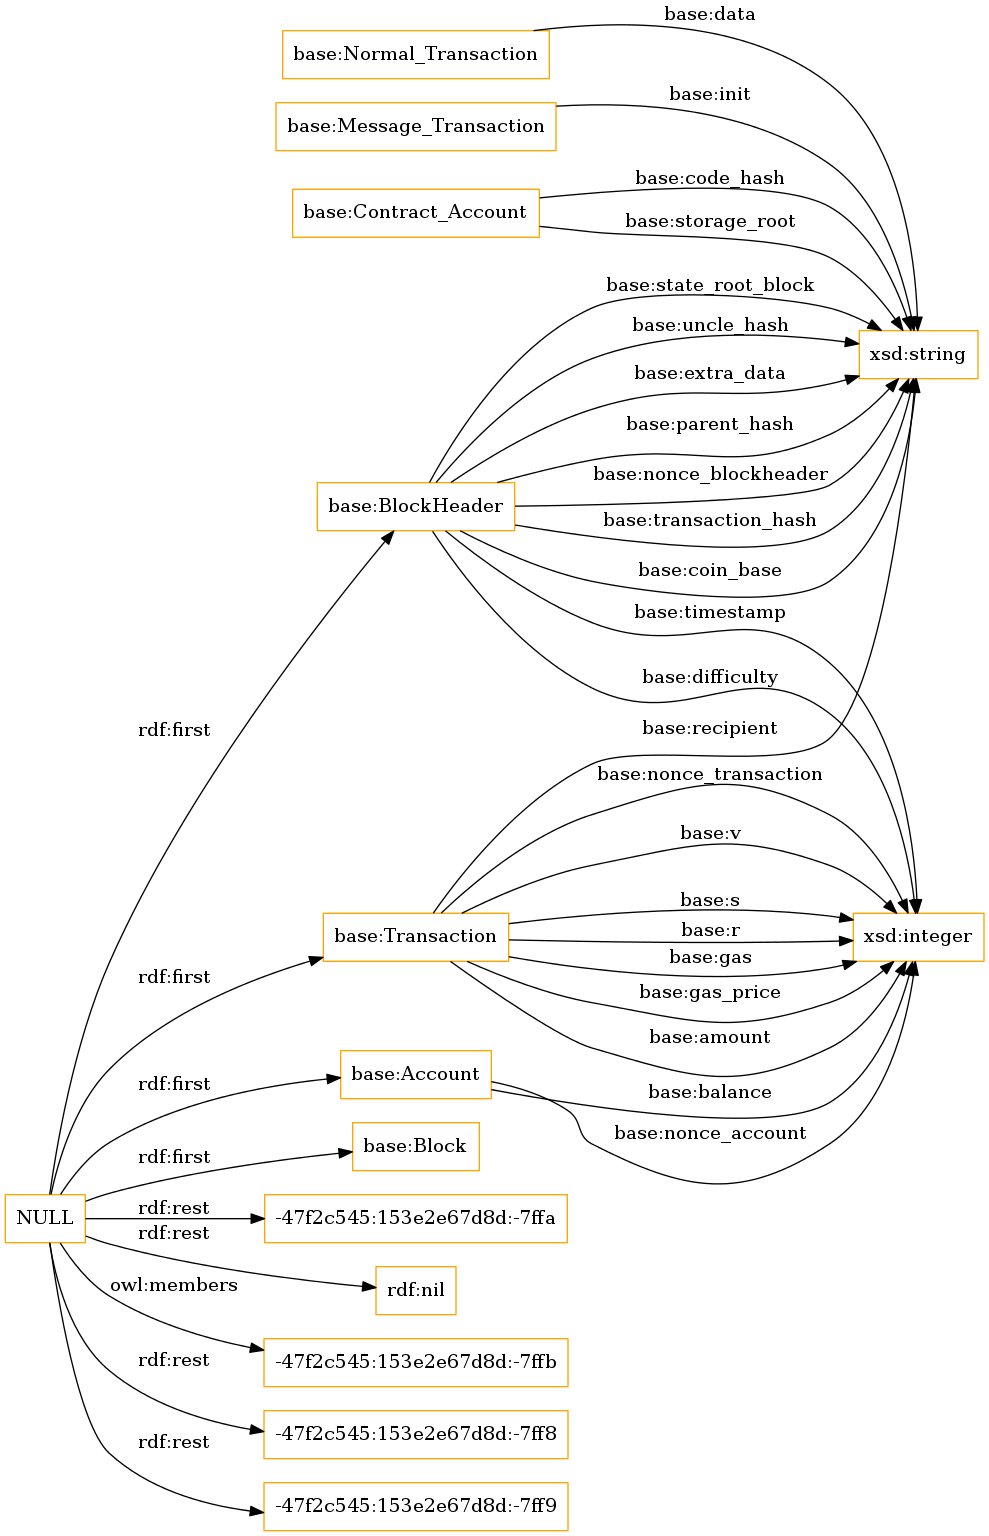 base:data
base:Normal_Transaction
base:init
base:Message_Transaction
base:code_hash
base:Contract_Account
base:storage_root
base:state_root_block
base:uncle_hash
xsd:string
base:extra_data
base:parent_hash
base:nonce_blockheader
base:BlockHeader
base:transaction_hash
base:coin_base
base:timestamp
base:difficulty
rdf:first
base:recipient
base:nonce_transaction
base:v
base:s
base:r
base:Transaction
xsd:integer
base:gas
rdf:first
base:gas_price
base:amount
base:Account
rdf:first
base:balance
base:nonce_account
base:Block
rdf:first
rdf:rest
NULL
-47f2c545:153e2e67d8d:-7ffa
rdf:rest
owl:members
rdf:nil
-47f2c545:153e2e67d8d:-7ffb
rdf:rest
-47f2c545:153e2e67d8d:-7ff8
rdf:rest
-47f2c545:153e2e67d8d:-7ff9